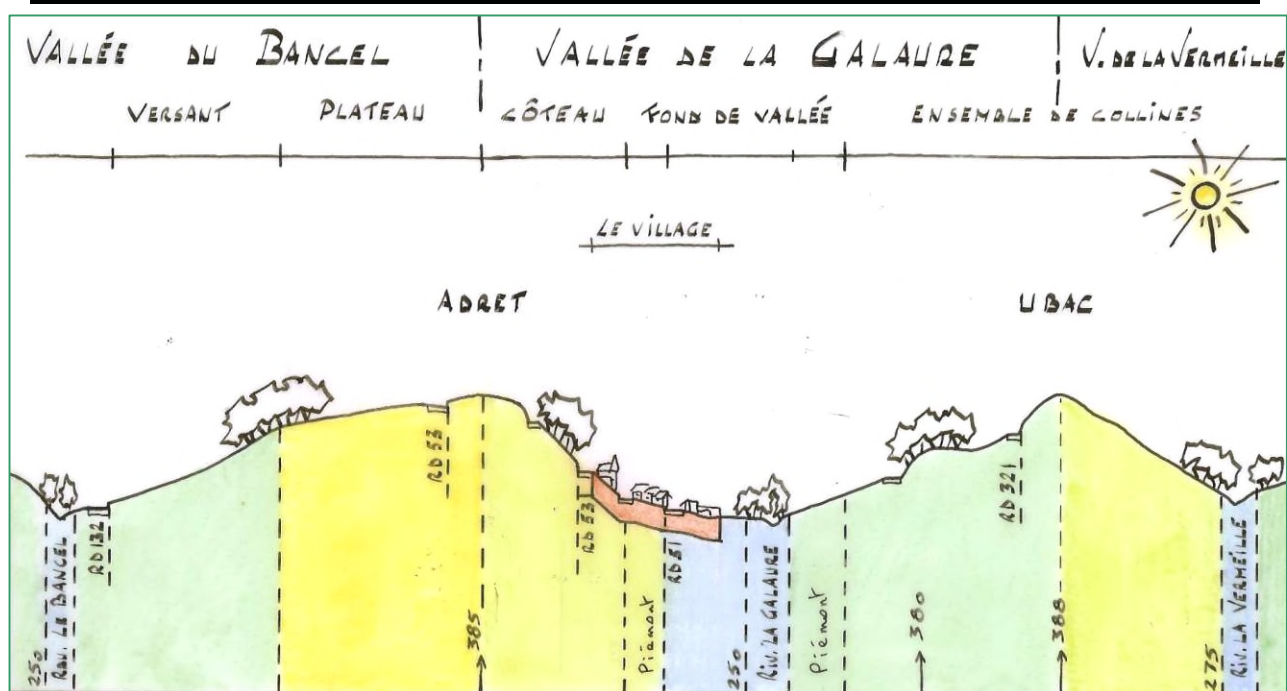 VALLÉE DU BANCEL VALLÉE DE LA GALAURE V. DE LA VERMEILLE
VERSANT PLATEAU CÔTEAU FOND DE VALLÉE ENSEMBLE DE COLLINES
LE VILLAGE
ADRET UBAC
250
Rau. LE BANCEL
RD 132
RD 53
385
RD 53
Piémont
RD 51
250
RIV. LA GALAURE
Piémont
380
RD 321
388
275
RIV. LA VERMEILLE